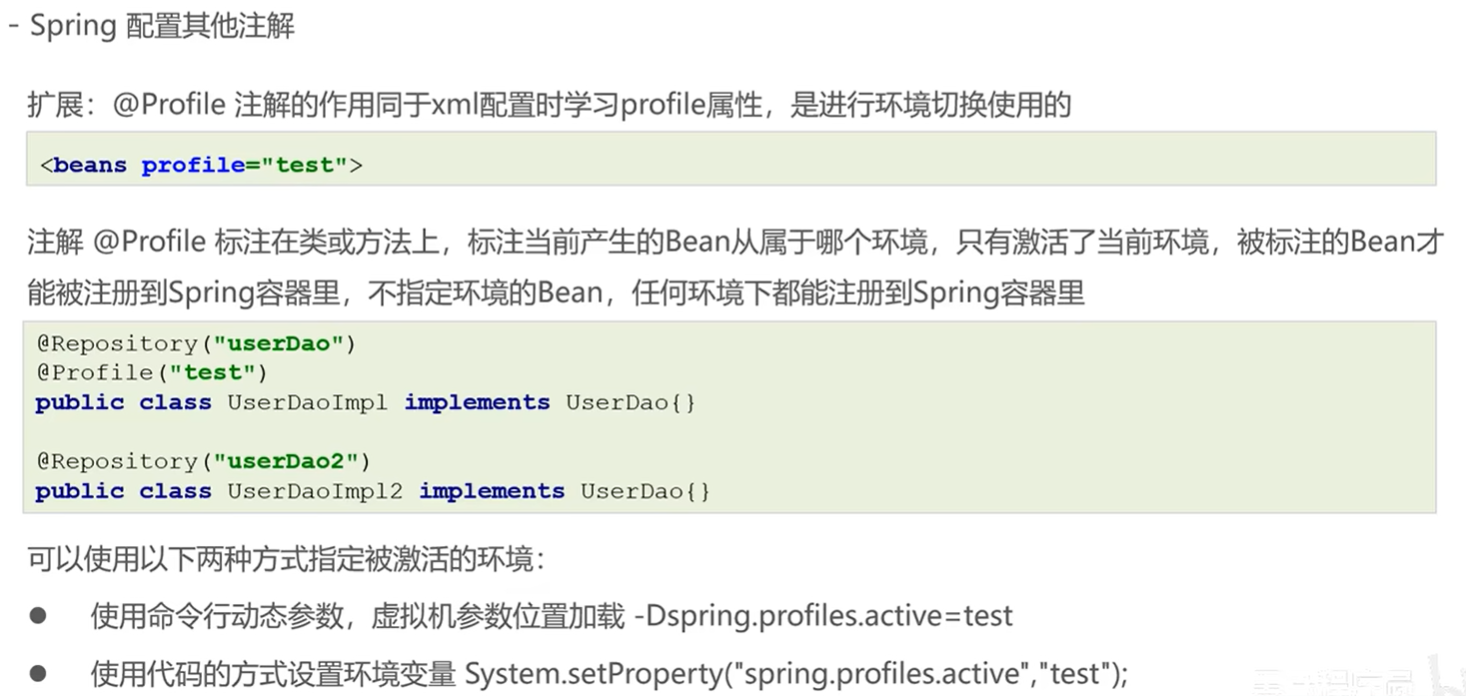 - Spring 配置其他注解
扩展：@Profile 注解的作用同于xml配置时学习profile属性，是进行环境切换使用的
<beans profile="test">
注解 @Profile 标注在类或方法上，标注当前产生的Bean从属于哪个环境，只有激活了当前环境，被标注的Bean才
能被注册到Spring容器里，不指定环境的Bean，任何环境下都能注册到Spring容器里
@Repository("userDao")
@Profile("test")
public class UserDaoImpl implements UserDao{}
@Repository("userDao2")
public class UserDaoImpl2 implements UserDao{}
可以使用以下两种方式指定被激活的环境：
● 使用命令行动态参数，虚拟机参数位置加载 -Dspring.profiles.active=test
● 使用代码的方式设置环境变量 System.setProperty("spring.profiles.active","test");